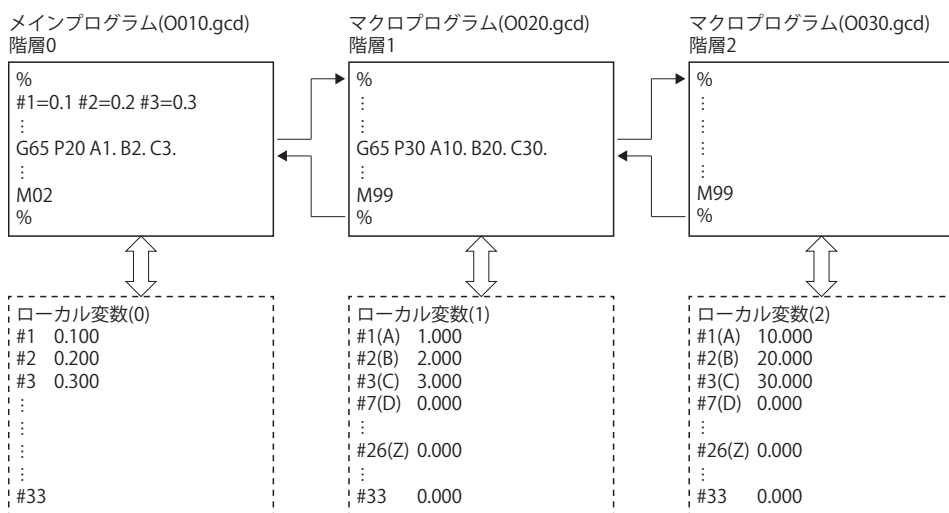 メインプログラム(O010.gcd)
階層0
%
#1=0.1 #2=0.2 #3=0.3
⋮
G65 P20 A1. B2. C3.
⋮
M02
%
マクロプログラム(O020.gcd)
階層1
%
⋮
⋮
G65 P30 A10. B20. C30.
⋮
M99
%
マクロプログラム(O030.gcd)
階層2
%
⋮
⋮
⋮
⋮
M99
%
ローカル変数(0)
#1 0.100
#2 0.200
#3 0.300
⋮
⋮
⋮
⋮
#33
ローカル変数(1)
#1(A) 1.000
#2(B) 2.000
#3(C) 3.000
#7(D) 0.000
⋮
#26(Z) 0.000
⋮
#33 0.000
ローカル変数(2)
#1(A) 10.000
#2(B) 20.000
#3(C) 30.000
#7(D) 0.000
⋮
#26(Z) 0.000
⋮
#33 0.000